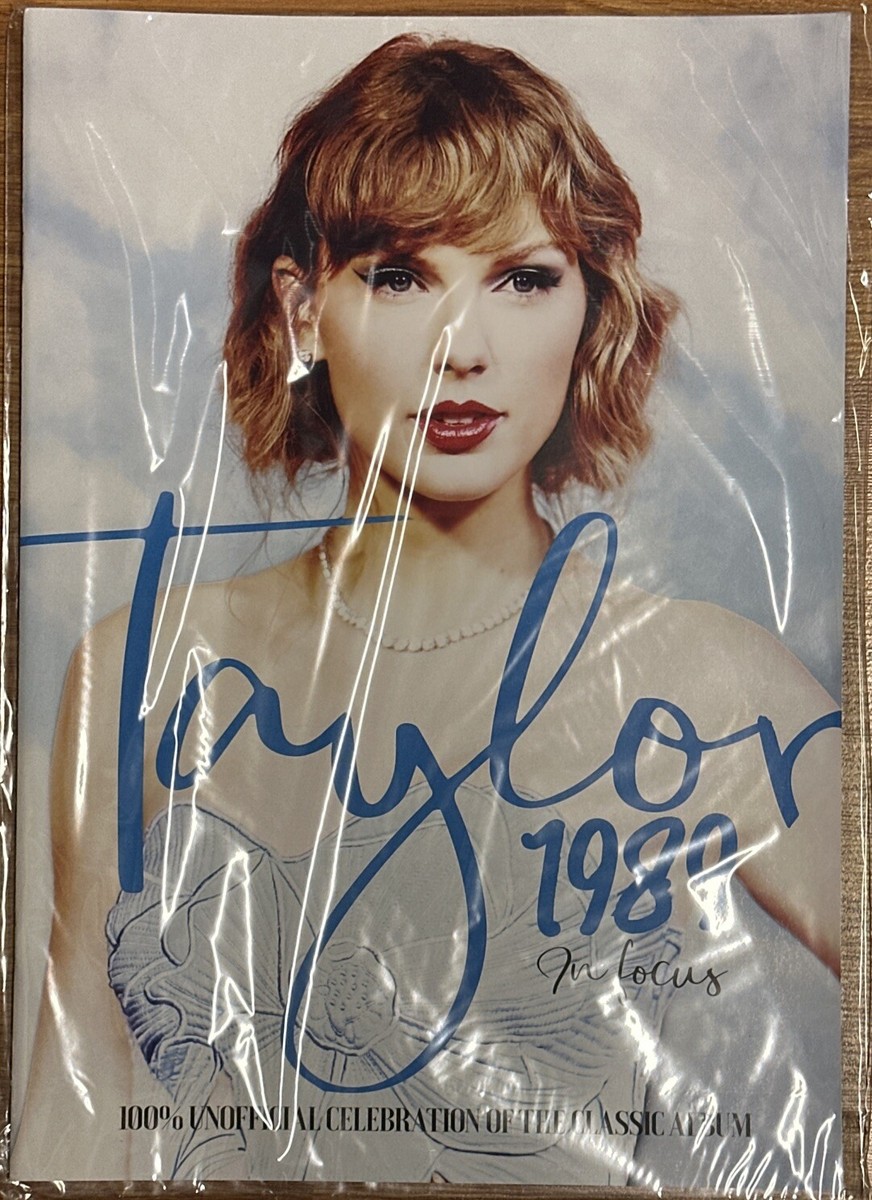 Taylor
1989
In focus
100% UNOFFICIAL CELEBRATION OF THE CLASSIC ALBUM